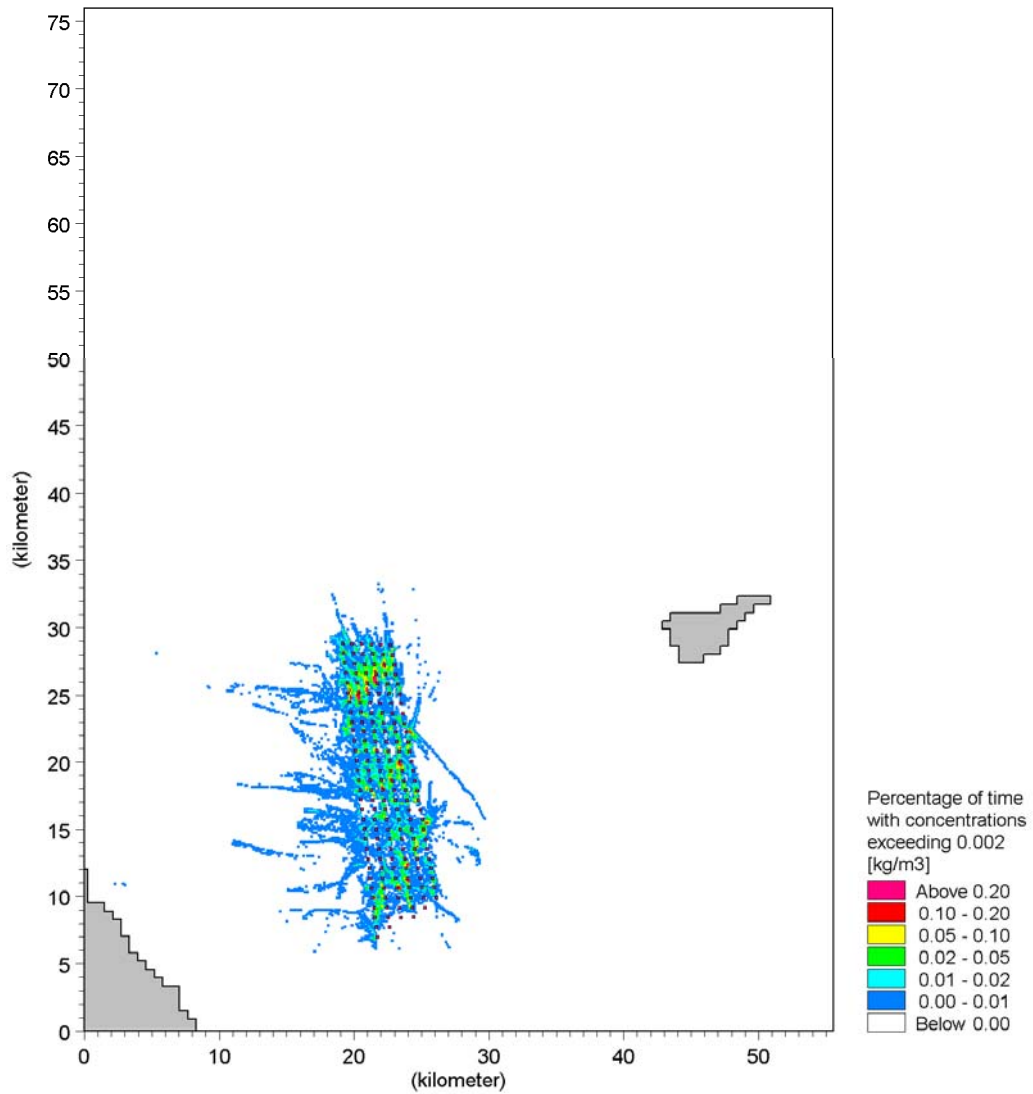 75
70
65
60
55
50
45
40
35
30
25
20
15
10
5
0
(kilometer)
0 10 20 30 40 50
(kilometer)
Percentage of time
with concentrations
exceeding 0.002
[kg/m3]
Above 0.20
0.10 - 0.20
0.05 - 0.10
0.02 - 0.05
0.01 - 0.02
0.00 - 0.01
Below 0.00